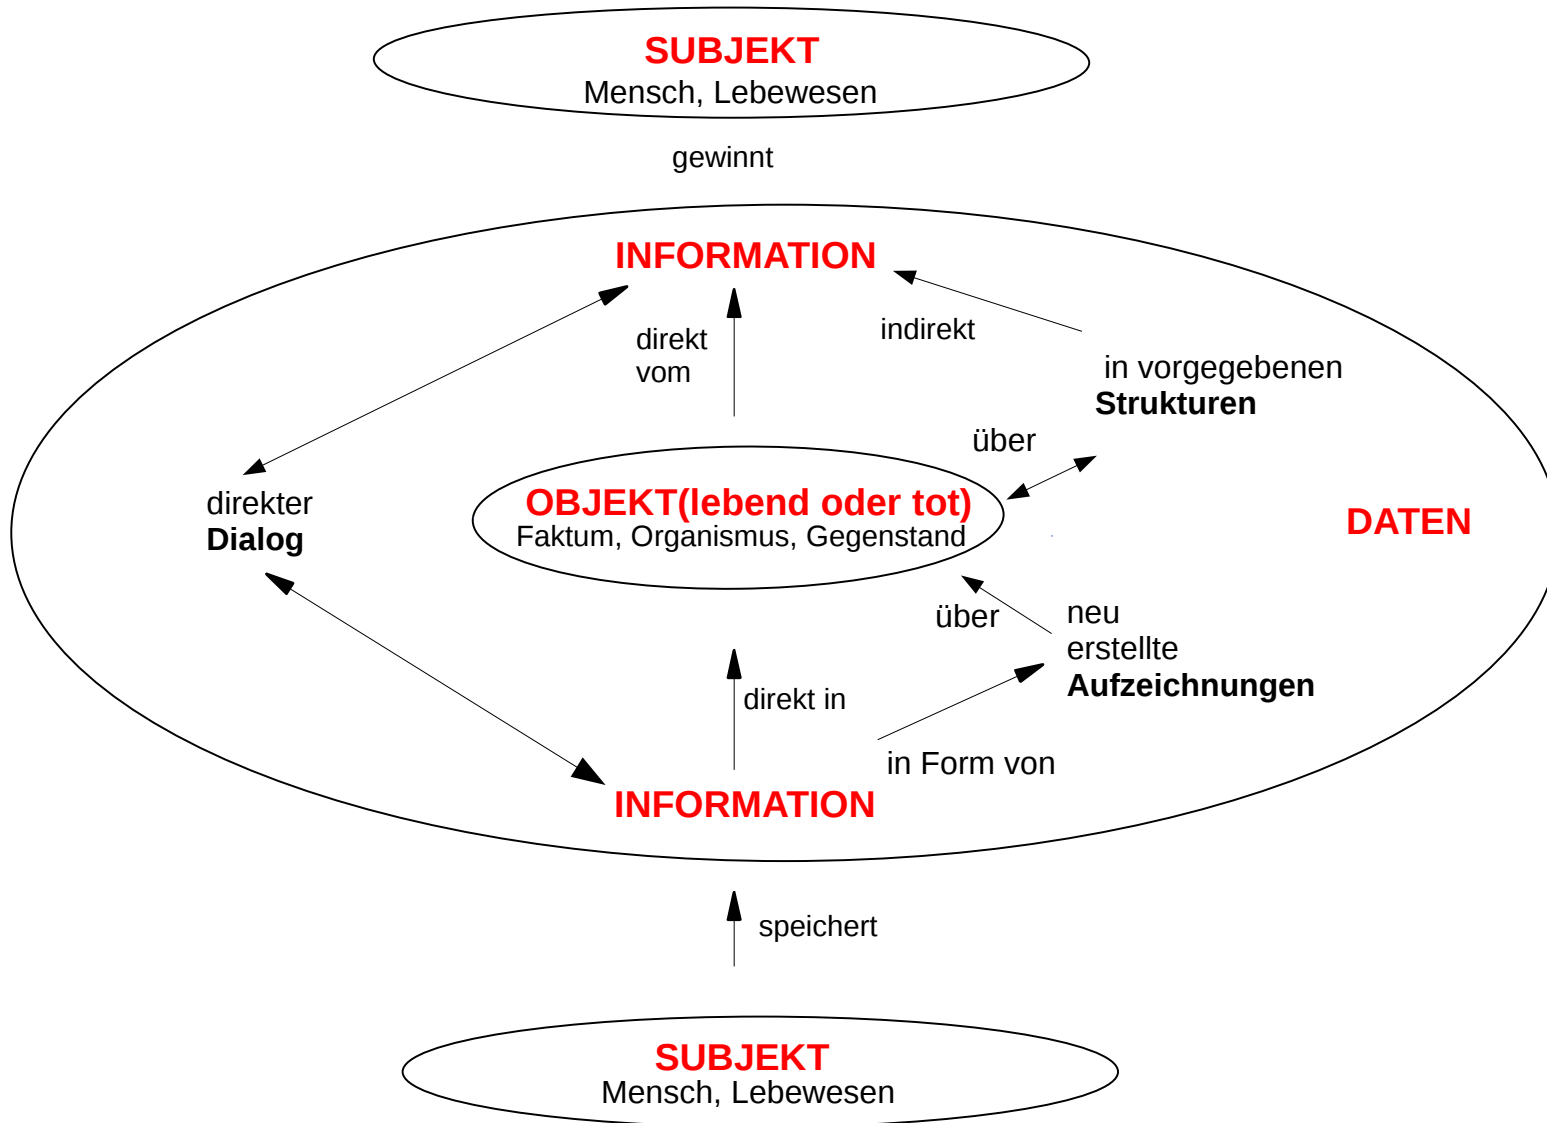 SUBJEKT
Mensch, Lebewesen
gewinnt
INFORMATION
direkt
vom
indirekt
in vorgegebenen
Strukturen
über
direkter
Dialog
OBJEKT(lebend oder tot)
Faktum, Organismus, Gegenstand
DATEN
über
neu
erstellte
Aufzeichnungen
direkt in
in Form von
INFORMATION
speichert
SUBJEKT
Mensch, Lebewesen